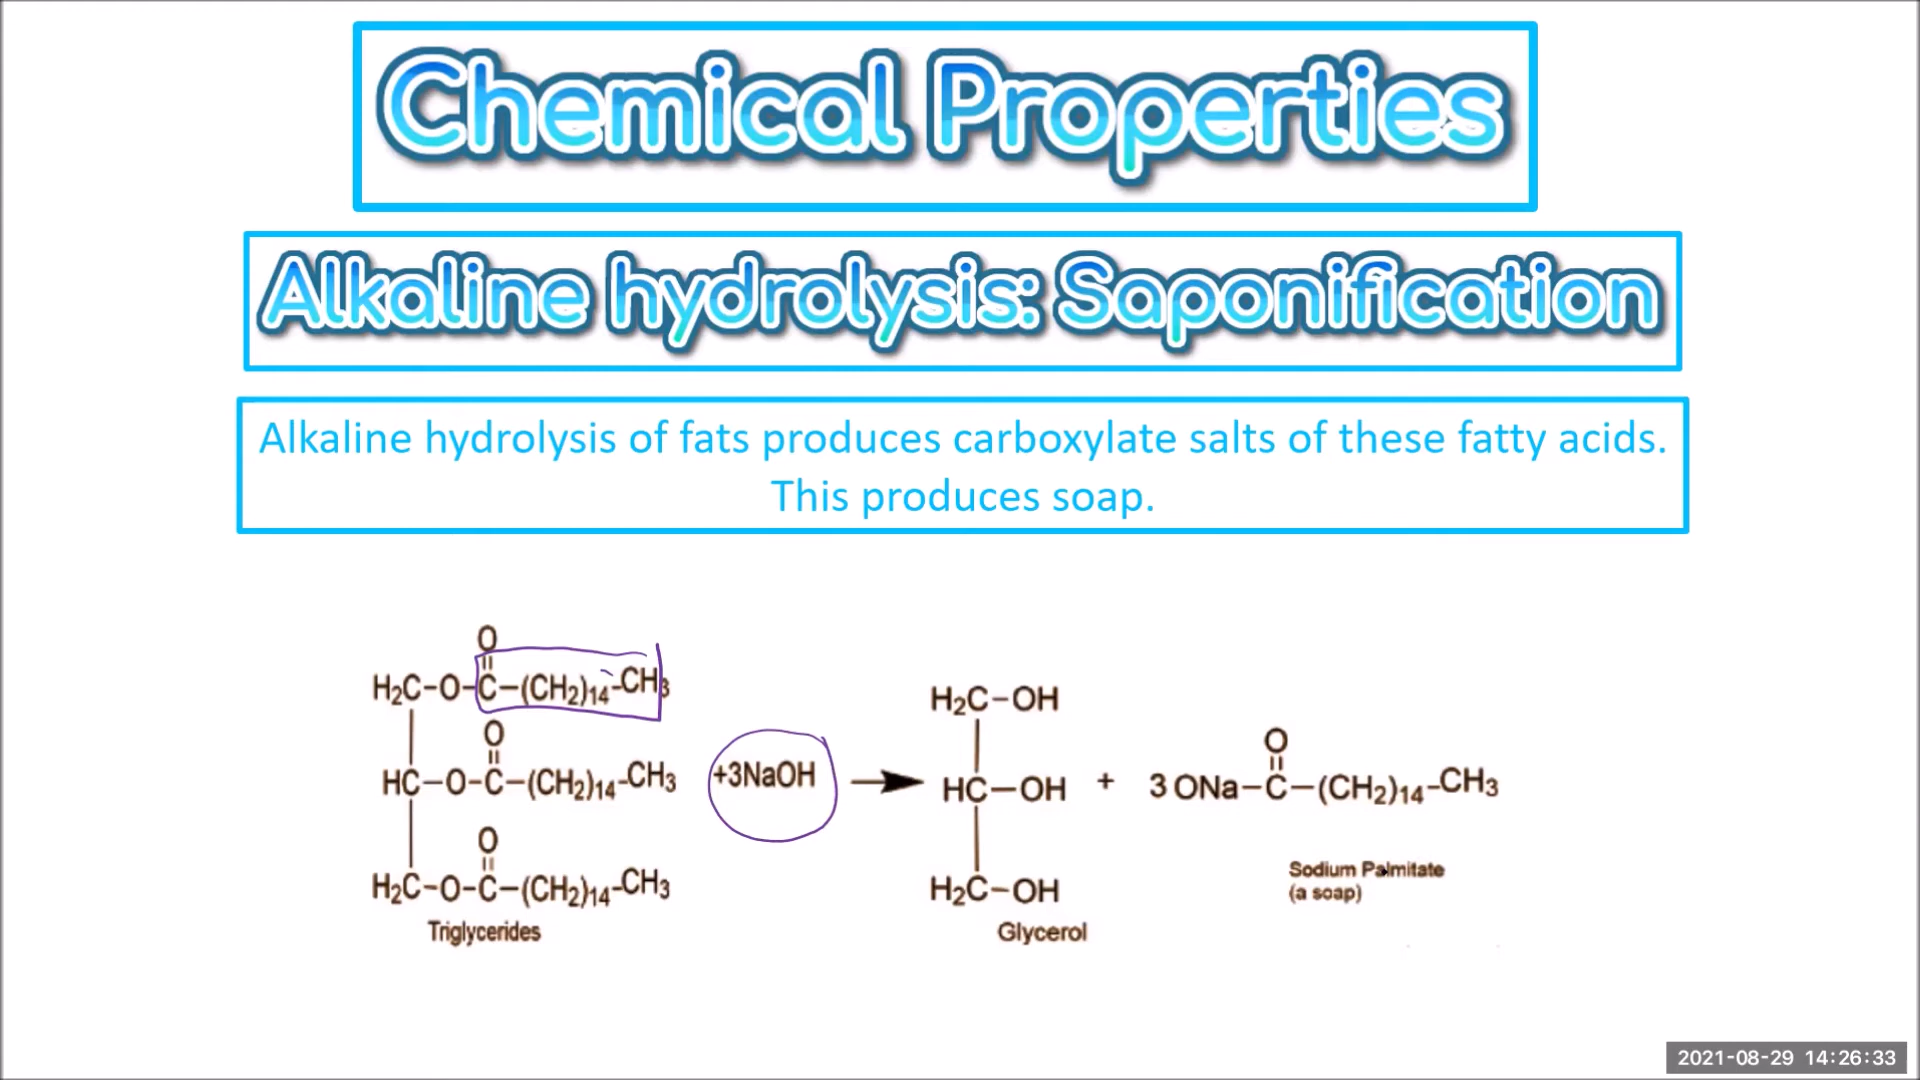 Chemical Properties
Alkaline hydrolysis: Saponification
Alkaline hydrolysis of fats produces carboxylate salts of these fatty acids.
This produces soap.
O
H₂C-O-C-(CH₂)₁₄-CH₃
O
HC-O-C-(CH₂)₁₄-CH₃
O
H₂C-O-C-(CH₂)₁₄-CH₃
Triglycerides
+3NaOH
H₂C-OH
HC-OH
H₂C-OH
Glycerol
+
O
3 ONa-C-(CH₂)₁₄-CH₃
Sodium Palmitate
(a soap)
2021-08-29 14:26:33